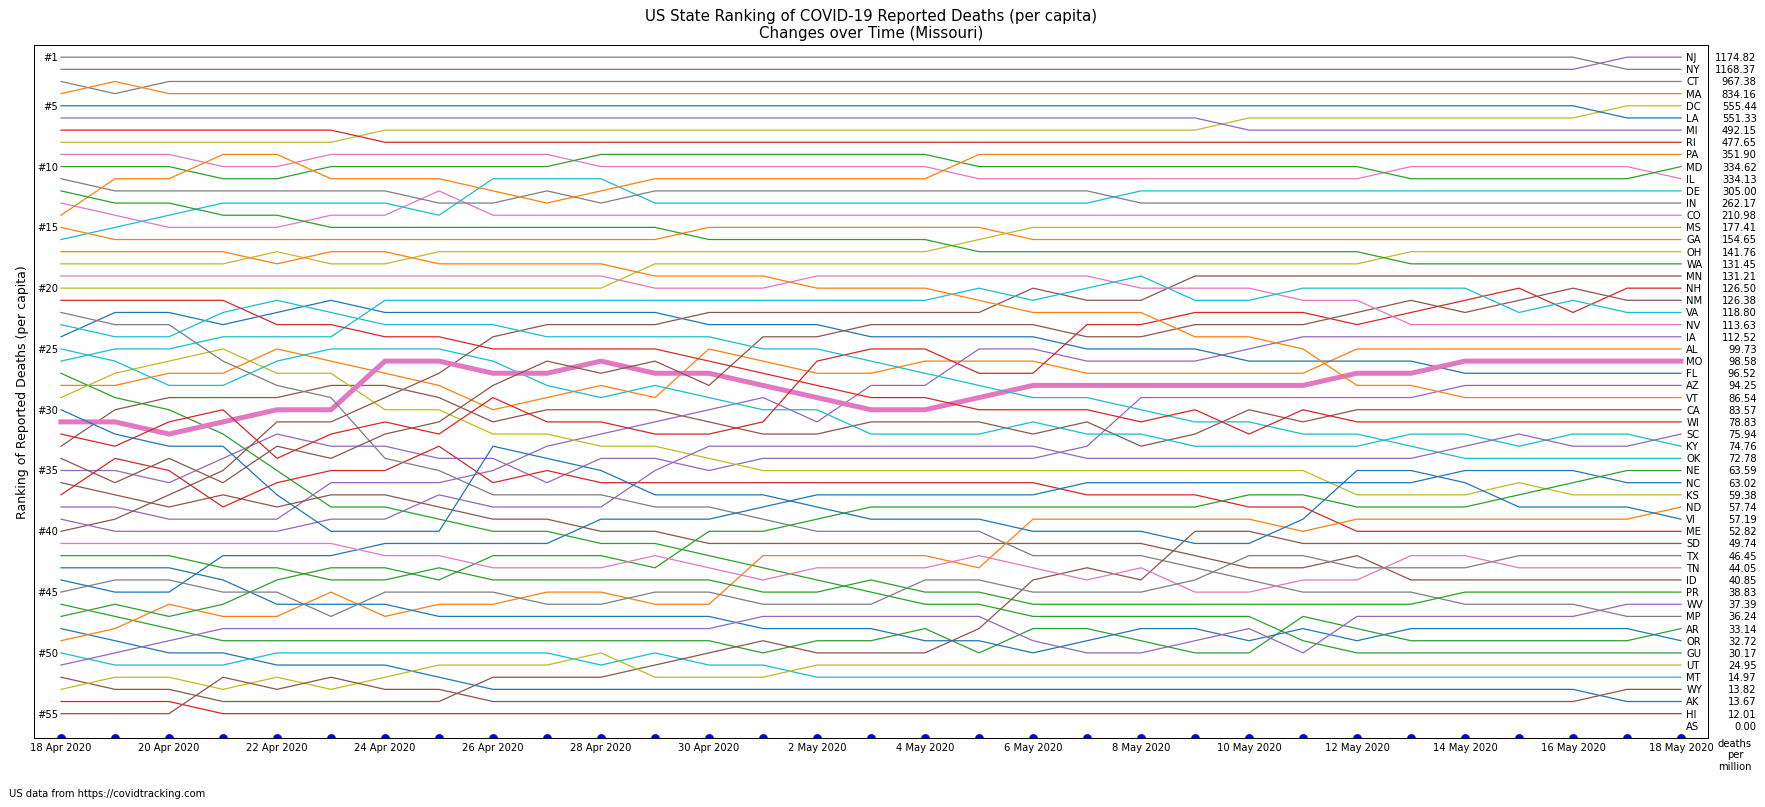 US State Ranking of COVID-19 Reported Deaths (per capita)
Changes over Time (Missouri)
Ranking of Reported Deaths (per capita)
#1
#5
#10
#15
#20
#25
#30
#35
#40
#45
#50
#55
NJ 1174.82
NY 1168.37
CT 967.38
MA 834.16
DC 555.44
LA 551.33
MI 492.15
RI 477.65
PA 351.90
MD 334.62
IL 334.13
DE 305.00
IN 262.17
CO 210.98
MS 177.41
GA 154.65
OH 141.76
WA 131.45
MN 131.21
NH 126.50
NM 126.38
VA 118.80
NV 113.63
IA 112.52
AL 99.73
MO 98.58
FL 96.52
AZ 94.25
VT 86.54
CA 83.57
WI 78.83
SC 75.94
KY 74.76
OK 72.78
NE 63.59
NC 63.02
KS 59.38
ND 57.74
VI 57.19
ME 52.82
SD 49.74
TX 46.45
TN 44.05
ID 40.85
PR 38.83
WV 37.39
MP 36.24
AR 33.14
OR 32.72
GU 30.17
UT 24.95
MT 14.97
WY 13.82
AK 13.67
HI 12.01
AS 0.00
18 Apr 2020 20 Apr 2020 22 Apr 2020 24 Apr 2020 26 Apr 2020 28 Apr 2020 30 Apr 2020 2 May 2020 4 May 2020 6 May 2020 8 May 2020 10 May 2020 12 May 2020 14 May 2020 16 May 2020 18 May 2020
deaths
per
million
US data from https://covidtracking.com